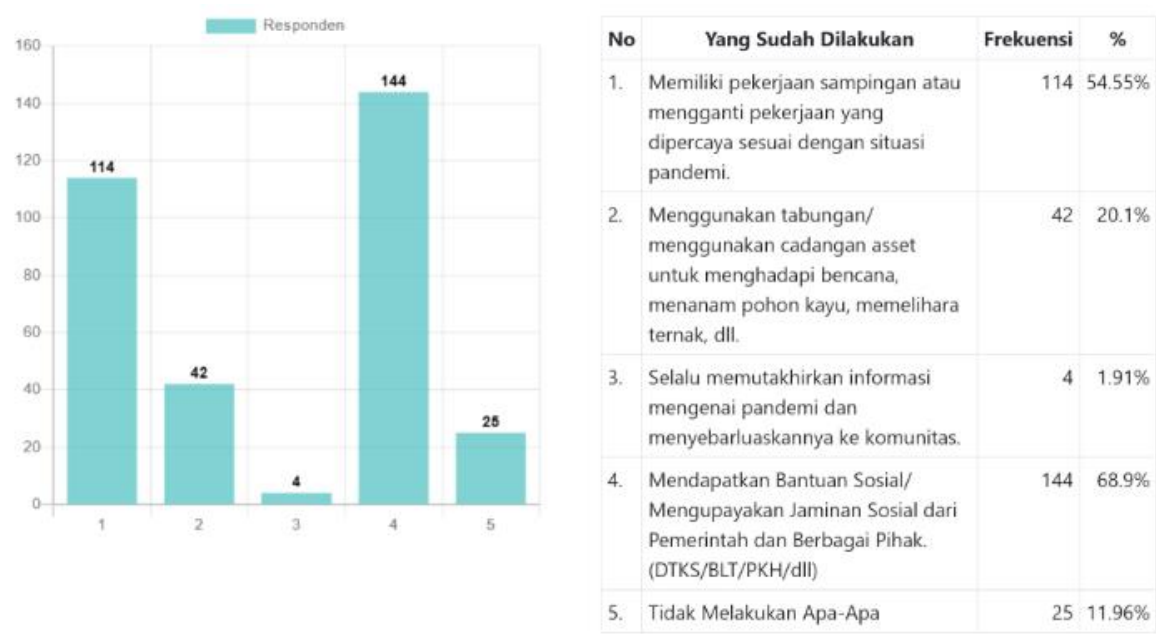 Responden
160
140
120
100
80
60
40
20
0
114
42
4
144
25
1 2 3 4 5
No Yang Sudah Dilakukan Frekuensi %
1. Memiliki pekerjaan sampingan atau 114 54.55%
mengganti pekerjaan yang
dipercaya sesuai dengan situasi
pandemi.
2. Menggunakan tabungan/ 42 20.1%
menggunakan cadangan asset
untuk menghadapi bencana,
menanam pohon kayu, memelihara
ternak, dll.
3. Selalu memutakhirkan informasi 4 1.91%
mengenai pandemi dan
menyebarluaskannya ke komunitas.
4. Mendapatkan Bantuan Sosial/ 144 68.9%
Mengupayakan Jaminan Sosial dari
Pemerintah dan Berbagai Pihak.
(DTKS/BLT/PKH/dll)
5. Tidak Melakukan Apa-Apa 25 11.96%